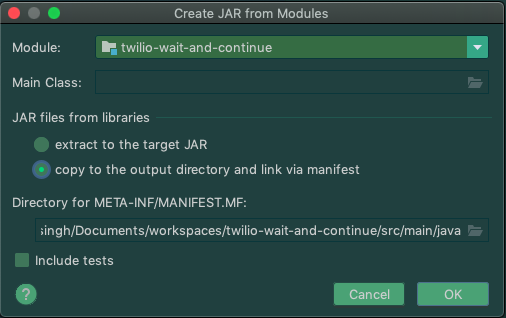 Create JAR from Modules
Module: twilio-wait-and-continue
Main Class:
JAR files from libraries
extract to the target JAR
copy to the output directory and link via manifest
Directory for META-INF/MANIFEST.MF:
singh/Documents/workspaces/twilio-wait-and-continue/src/main/java
Include tests
? Cancel OK